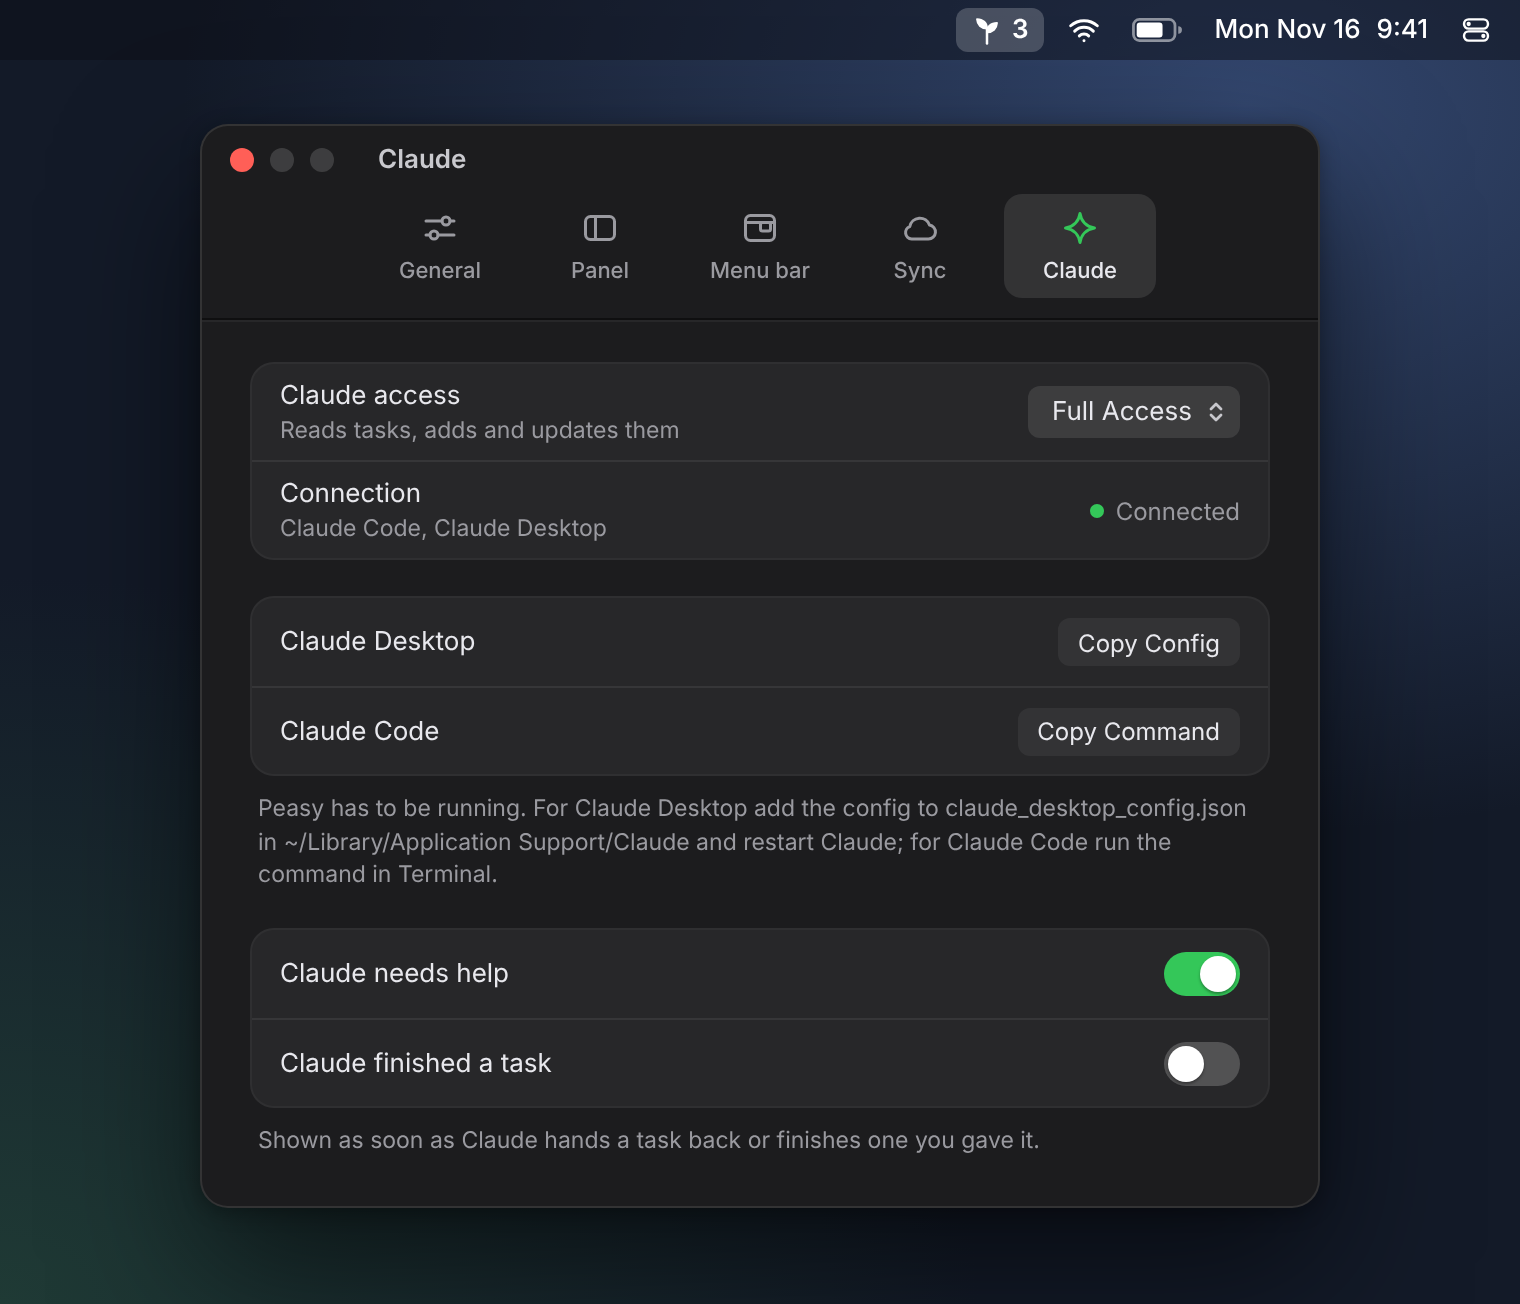 3 Mon Nov 16 9:41
Claude
General Panel Menu bar Sync Claude
Claude access
Reads tasks, adds and updates them
Full Access
Connection
Claude Code, Claude Desktop
Connected
Claude Desktop
Copy Config
Claude Code
Copy Command
Peasy has to be running. For Claude Desktop add the config to claude_desktop_config.json
in ~/Library/Application Support/Claude and restart Claude; for Claude Code run the
command in Terminal.
Claude needs help
Claude finished a task
Shown as soon as Claude hands a task back or finishes one you gave it.